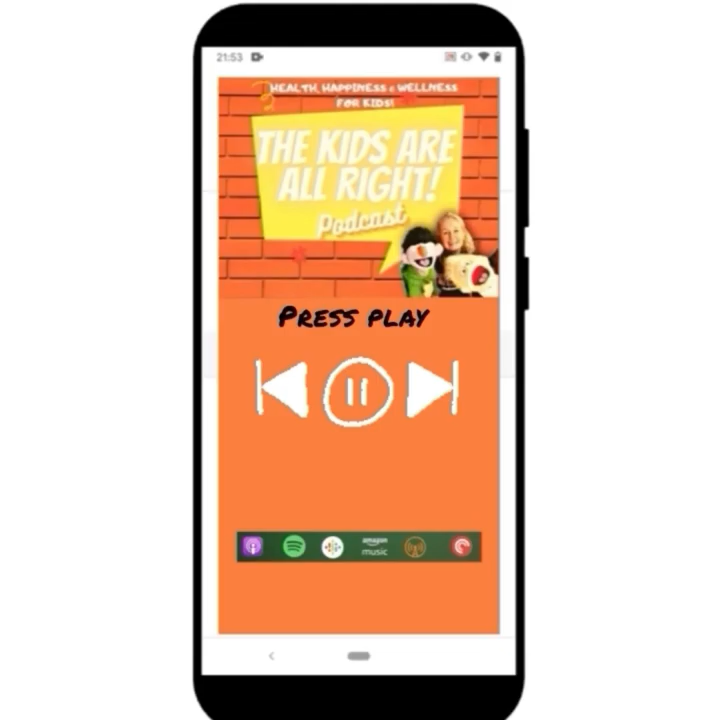 21:53
HEALTH, HAPPINESS & WELLNESS
FOR KIDS!
THE KIDS ARE
ALL RIGHT!
Podcast
PRESS PLAY
amazon
music